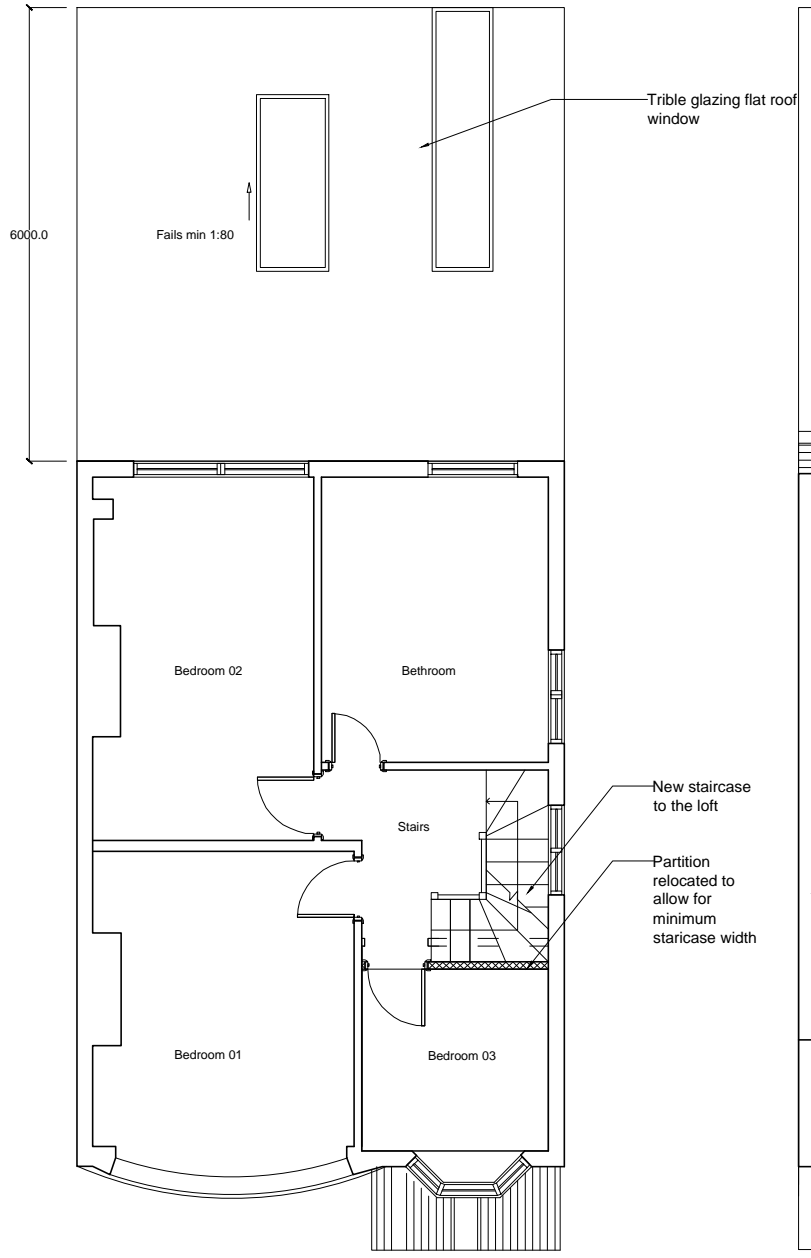 Trible glazing flat roof
window
6000.0
Fails min 1:80
Bedroom 02
Bethroom
New staircase
to the loft
Stairs
Partition
relocated to
allow for
minimum
staricase width
Bedroom 01
Bedroom 03